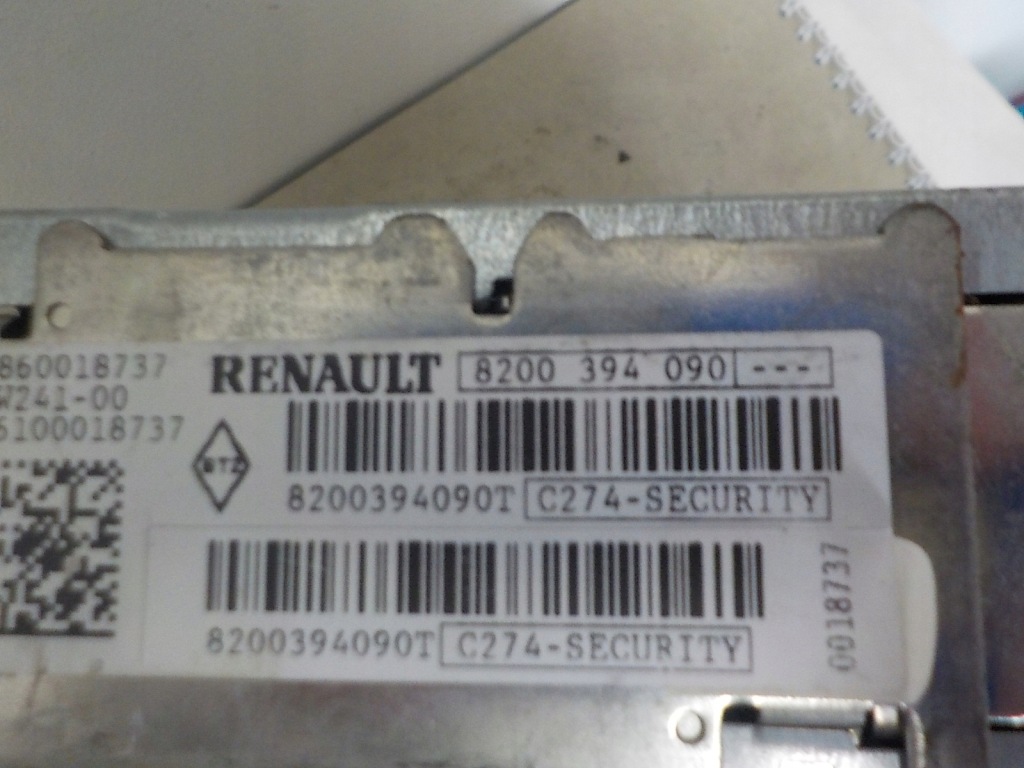 860018737
W241-00
6100018737
RENAULT
8200 394 090 ---
8200394090T C274-SECURITY
8200394090T C274-SECURITY
0018737